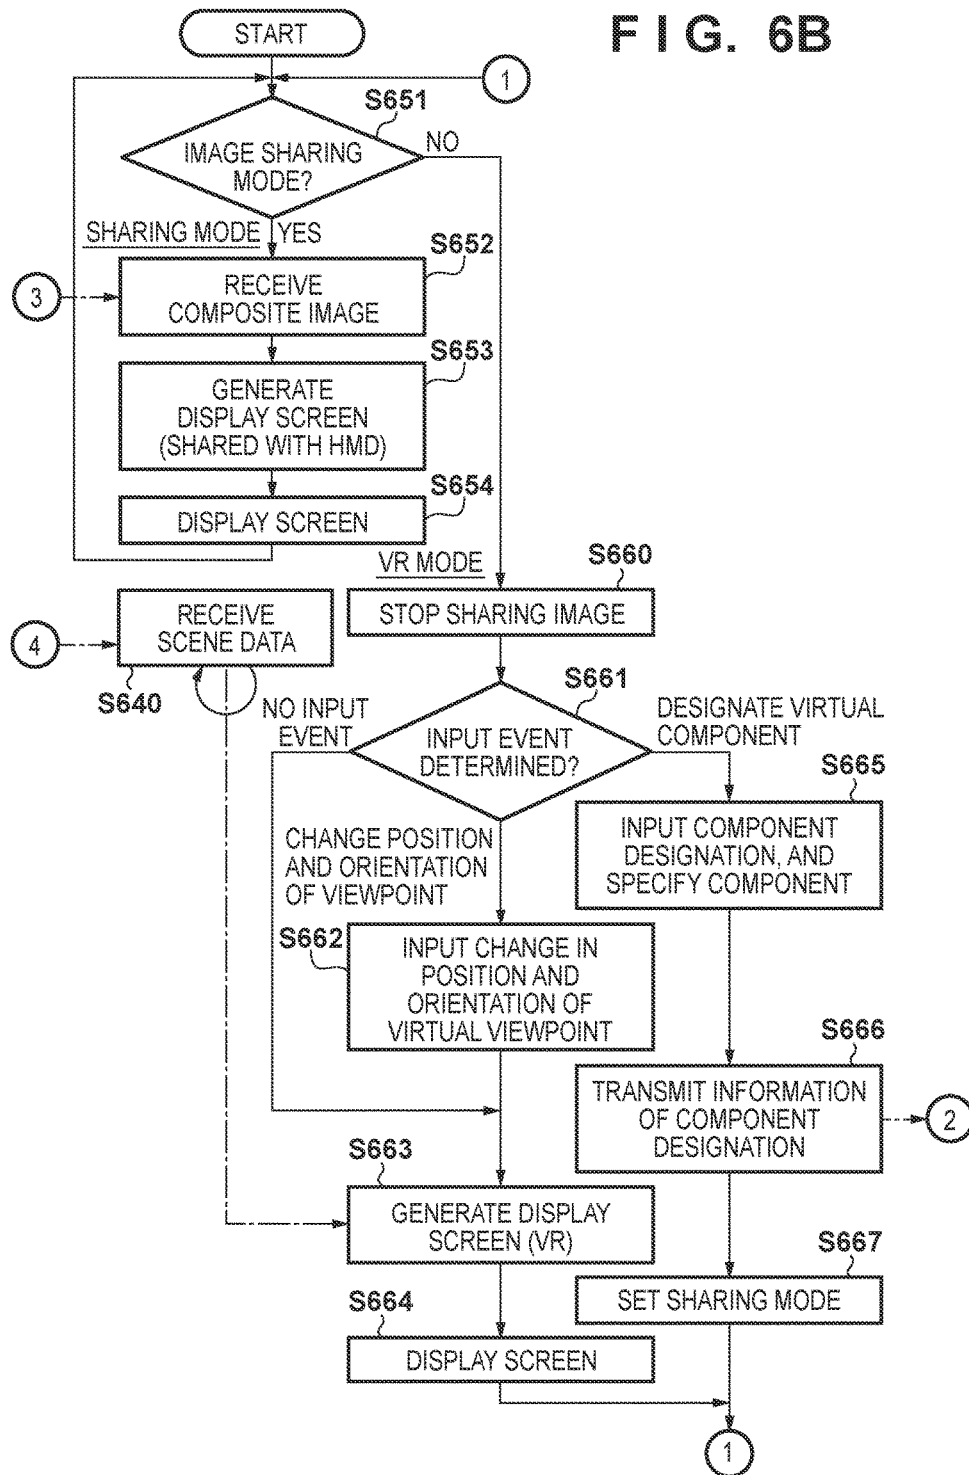 FIG. 6B
START
1
S651
IMAGE SHARING
MODE?
NO
SHARING MODE
YES
S652
3
RECEIVE
COMPOSITE IMAGE
S653
GENERATE
DISPLAY SCREEN
(SHARED WITH HMD)
S654
DISPLAY SCREEN
VR MODE
S660
STOP SHARING IMAGE
4
RECEIVE
SCENE DATA
S640
S661
NO INPUT
EVENT
INPUT EVENT
DETERMINED?
DESIGNATE VIRTUAL
COMPONENT
S665
INPUT COMPONENT
DESIGNATION, AND
SPECIFY COMPONENT
CHANGE POSITION
AND ORIENTATION
OF VIEWPOINT
S662
INPUT CHANGE IN
POSITION AND
ORIENTATION OF
VIRTUAL VIEWPOINT
S666
TRANSMIT INFORMATION
OF COMPONENT
DESIGNATION
2
S663
GENERATE DISPLAY
SCREEN (VR)
S667
SET SHARING MODE
S664
DISPLAY SCREEN
1